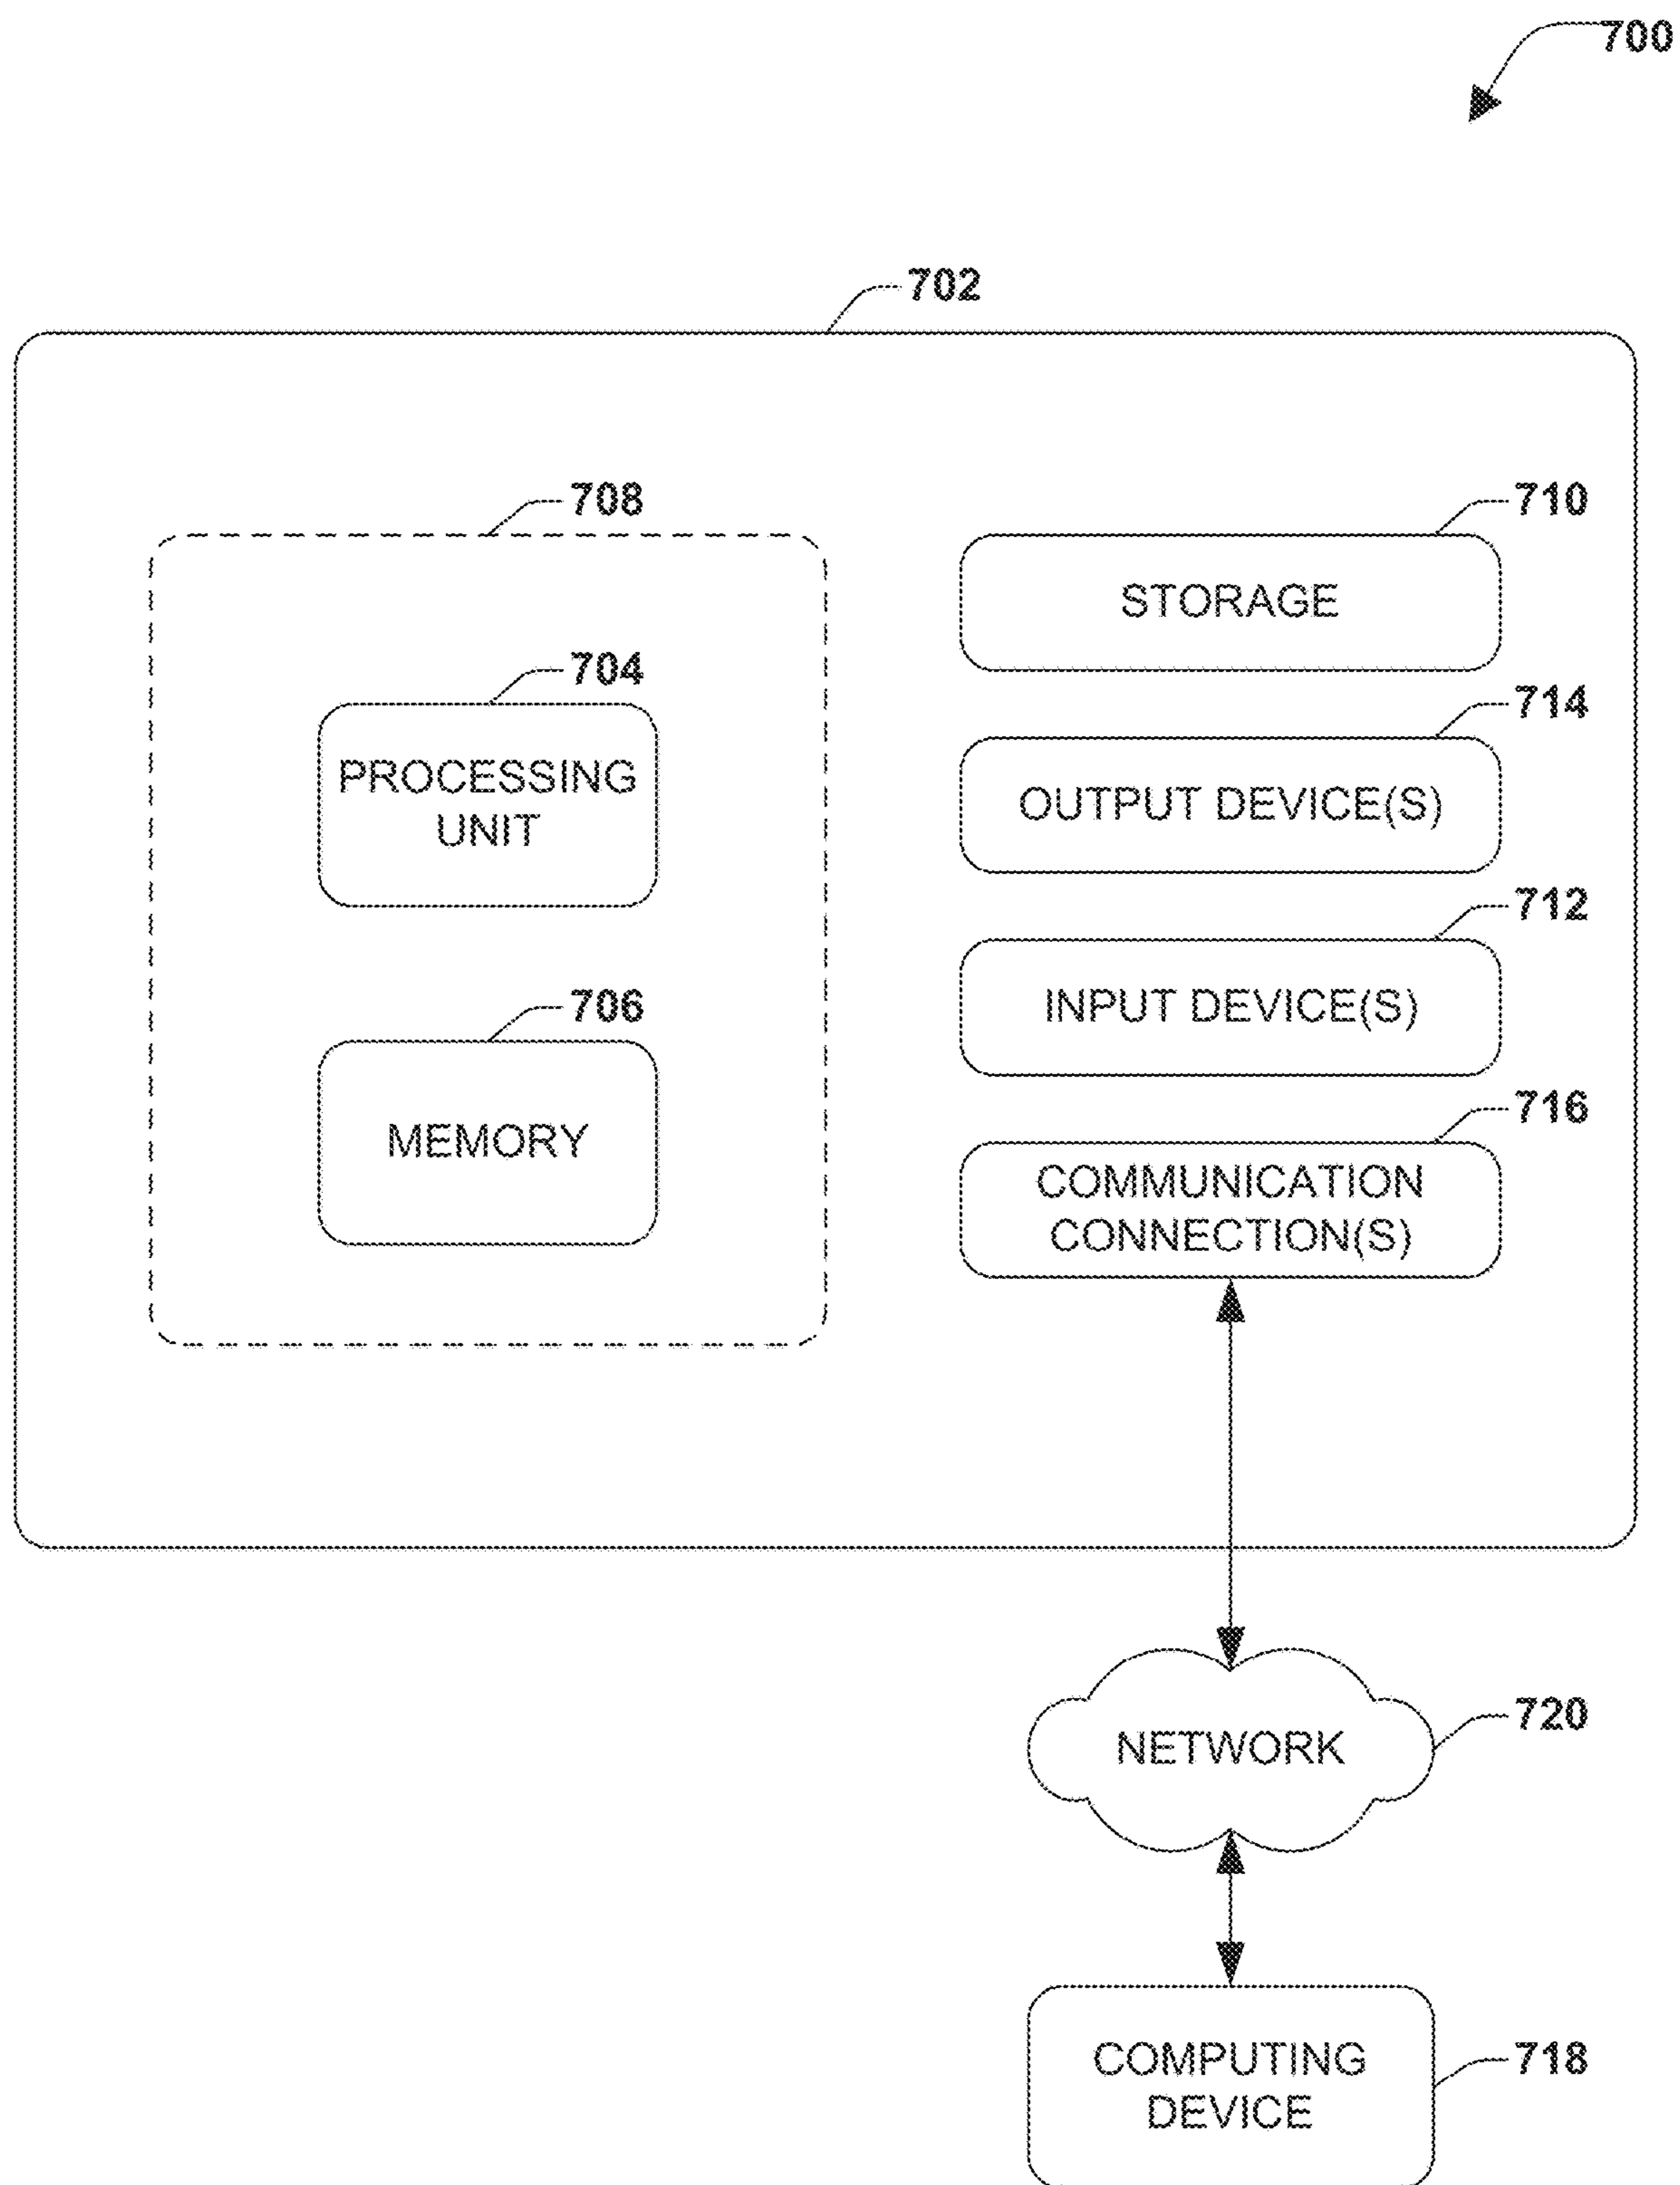 700
702
708
710
STORAGE
704
714
PROCESSING
UNIT
OUTPUT DEVICE(S)
712
706
INPUT DEVICE(S)
MEMORY
716
COMMUNICATION
CONNECTION(S)
720
NETWORK
718
COMPUTING
DEVICE